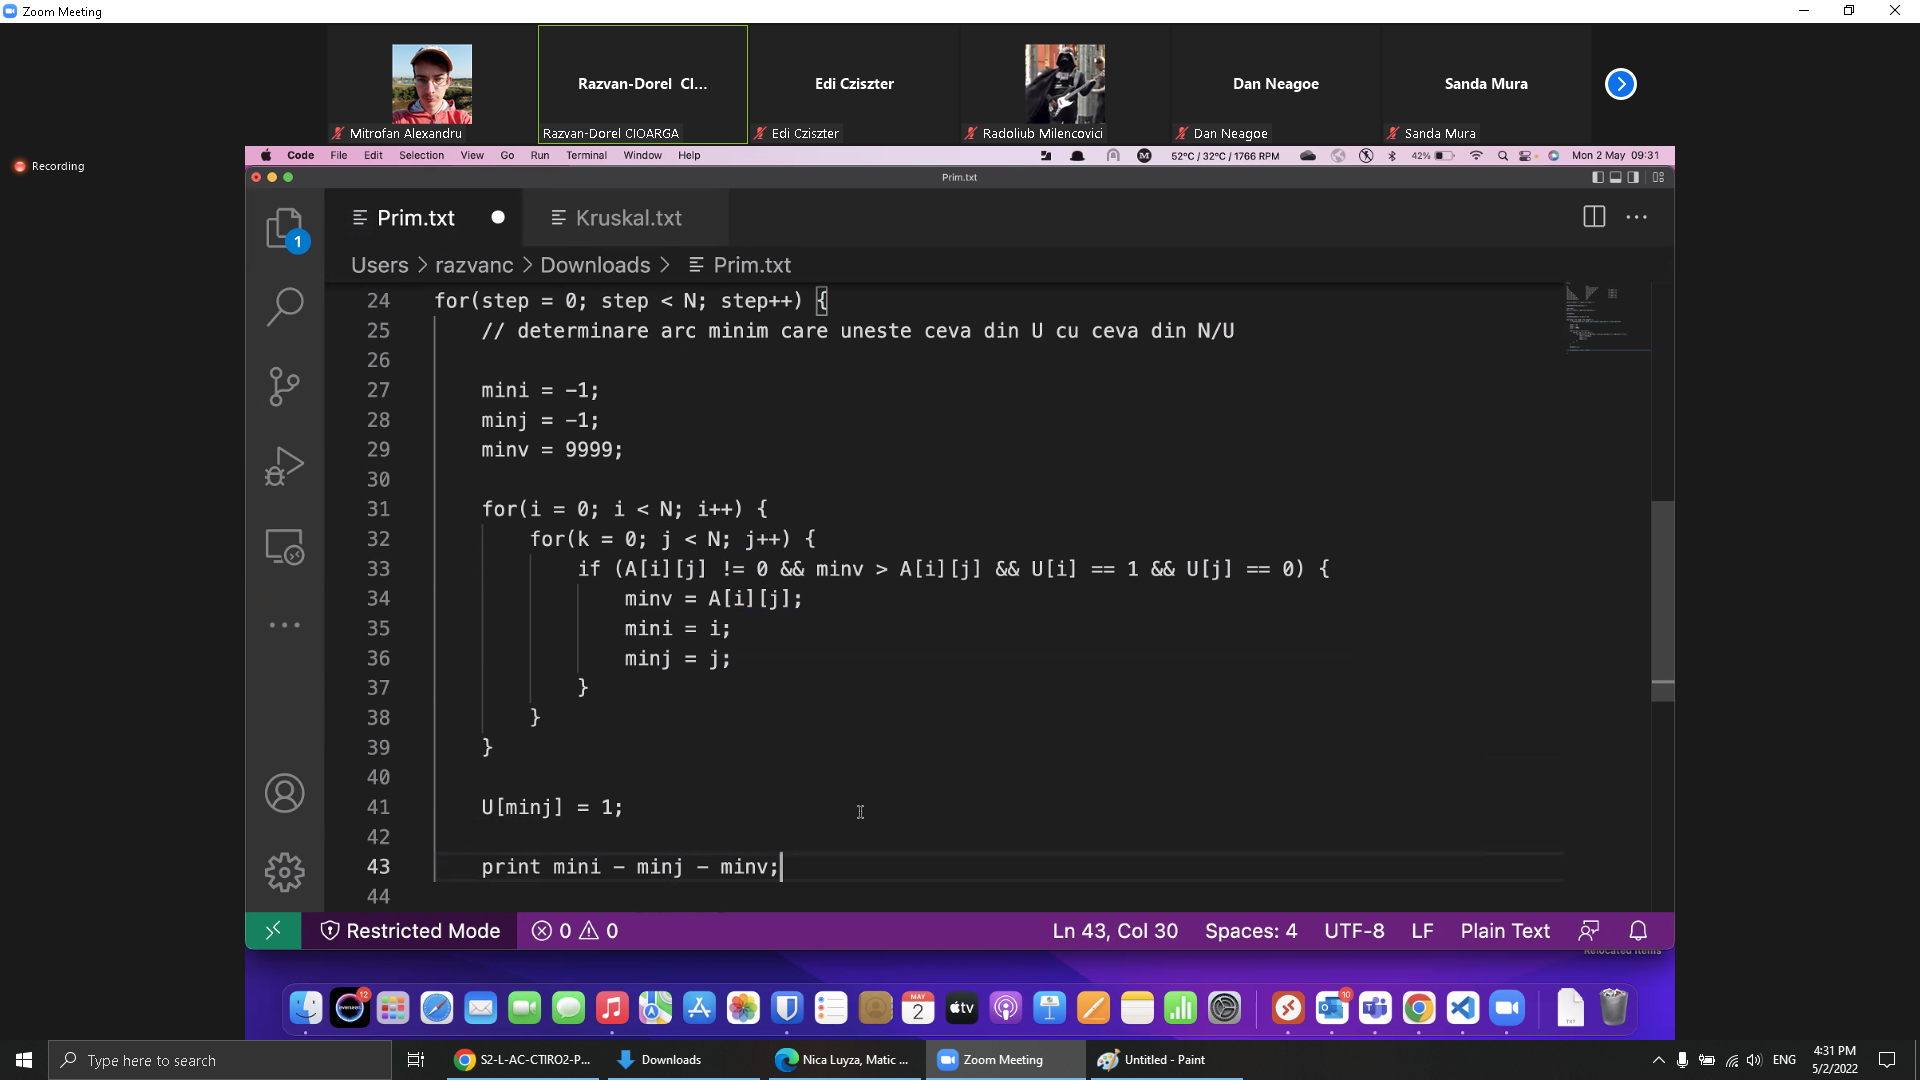 Zoom Meeting
Razvan-Dorel Cl...
Edi Cziszter
Dan Neagoe
Sanda Mura
Mitrofan Alexandru
Razvan-Dorel CIOARGA
Edi Cziszter
Radoliub Milencovici
Dan Neagoe
Sanda Mura
Recording
Code File Edit Selection View Go Run Terminal Window Help
52°C / 32°C / 1766 RPM
42%
Mon 2 May 09:31
Prim.txt
Prim.txt
Kruskal.txt
1
Users > razvanc > Downloads > Prim.txt
24 for(step = 0; step < N; step++) {
25 // determinare arc minim care uneste ceva din U cu ceva din N/U
26
27 mini = -1;
28 minj = -1;
29 minv = 9999;
30
31 for(i = 0; i < N; i++) {
32 for(k = 0; j < N; j++) {
33 if (A[i][j] != 0 && minv > A[i][j] && U[i] == 1 && U[j] == 0) {
34 minv = A[i][j];
35 mini = i;
36 minj = j;
37 }
38 }
39 }
40
41 U[minj] = 1;
42
43 print mini - minj - minv;
44
Restricted Mode
0 0
Ln 43, Col 30
Spaces: 4
UTF-8
LF
Plain Text
Relocated Items
12
MAY
2
tv
10
TXT
Type here to search
S2-L-AC-CTIRO2-P...
Downloads
Nica Luyza, Matic ...
Zoom Meeting
Untitled - Paint
ENG
4:31 PM
5/2/2022